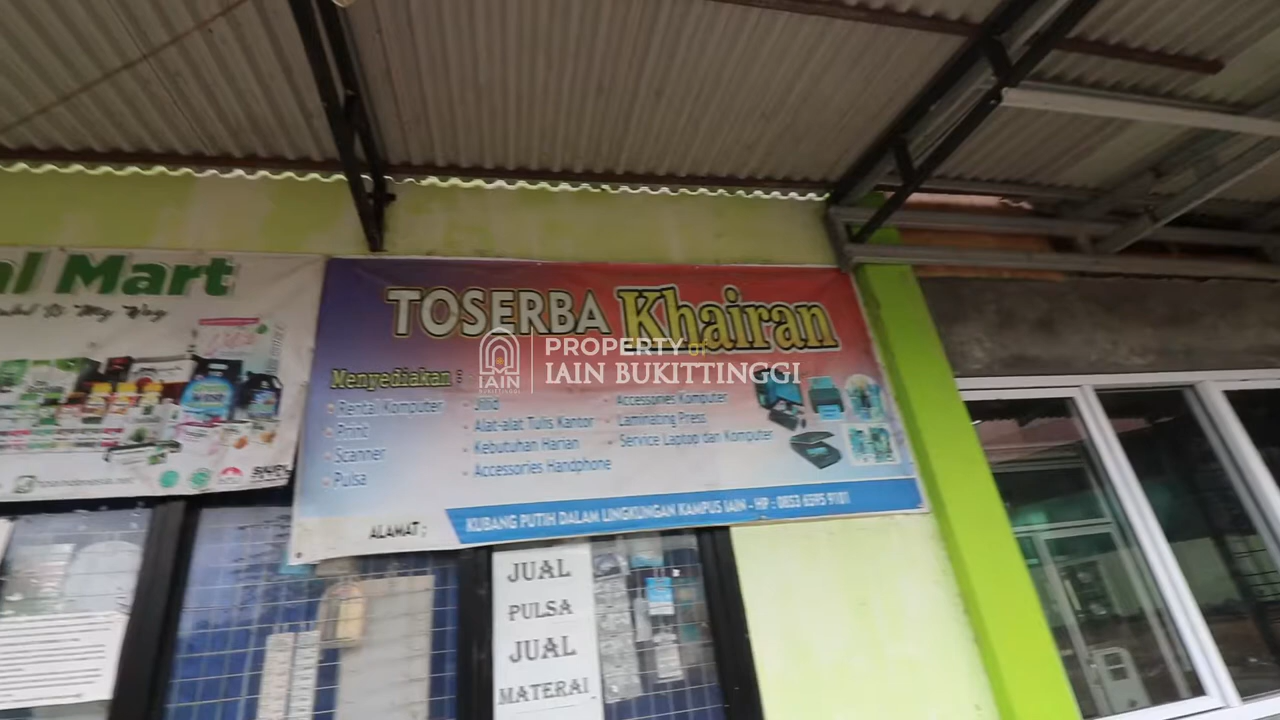 al Mart
TOSERBA Khairan
PROPERTY of
IAIN BUKITTINGGI
IAIN
BUKITTINGGI
Menyediakan :
Rental Komputer
Print
Scanner
Pulsa
Jilid
Alat-alat Tulis Kantor
Kebutuhan Harian
Accessories Handphone
Accessories Komputer
Laminating Press
Service Laptop dan Komputer
ALAMAT :
KUBANG PUTIH DALAM LINGKUNGAN KAMPUS IAIN - HP : 0853 6595 9101
JUAL
PULSA
JUAL
MATERAI